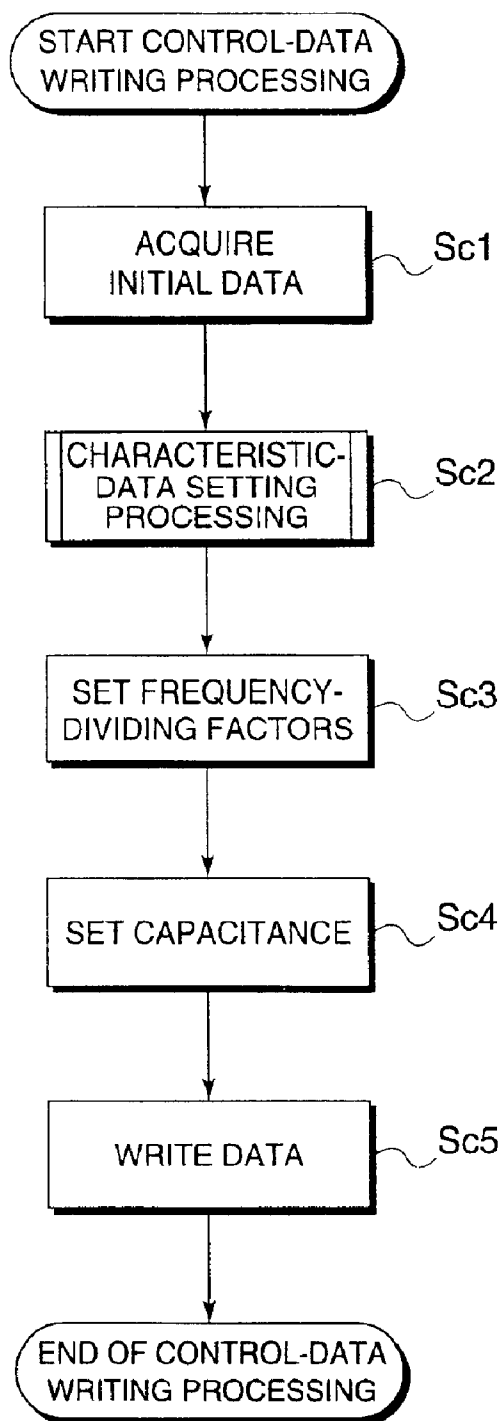 START CONTROL-DATA
WRITING PROCESSING
ACQUIRE
INITIAL DATA
Sc1
CHARACTERISTIC-
DATA SETTING
PROCESSING
Sc2
SET FREQUENCY-
DIVIDING FACTORS
Sc3
SET CAPACITANCE
Sc4
WRITE DATA
Sc5
END OF CONTROL-DATA
WRITING PROCESSING